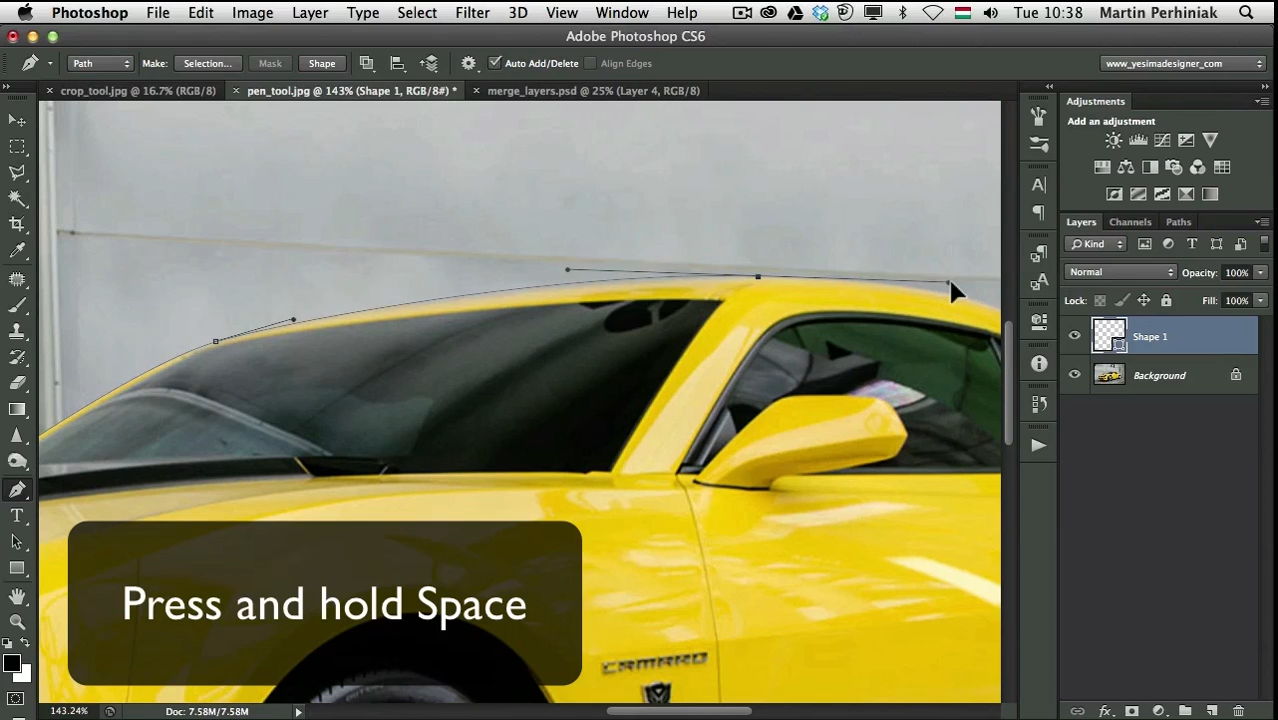 Photoshop File Edit Image Layer Type Select Filter 3D View Window Help Tue 10:38 Martin Perhiniak
Adobe Photoshop CS6
Path Make: Selection... Mask Shape Auto Add/Delete Align Edges www_yesimadesigner_com
crop_tool.jpg @ 16.7% (RGB/8) pen_tool.jpg @ 143% (Shape 1, RGB/8#) * merge_layers.psd @ 25% (Layer 4, RGB/8)
Adjustments
Add an adjustment
Layers Channels Paths
Kind
Normal Opacity: 100%
Lock: Fill: 100%
Shape 1
Background
Press and hold Space
CAMARO
143.24% Doc: 7.58M/7.58M